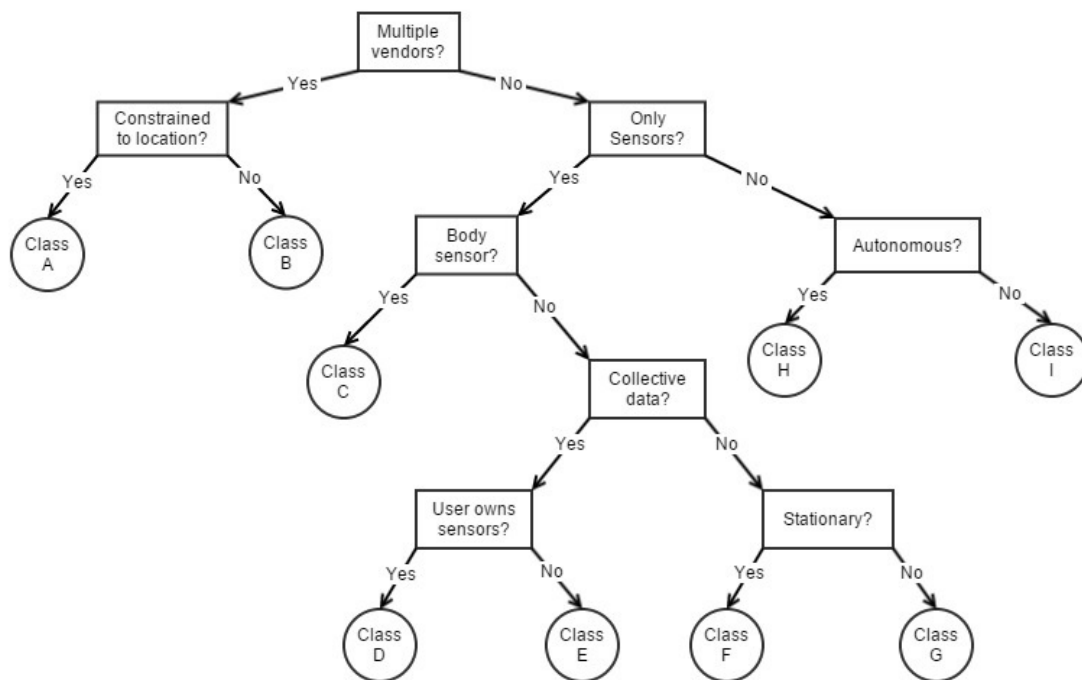 Multiple
vendors?
Yes
No
Constrained
to location?
Only
Sensors?
Yes
No
Yes
No
Class
A
Class
B
Body
sensor?
Autonomous?
Yes
No
Yes
No
Class
C
Class
H
Class
I
Collective
data?
Yes
No
User owns
sensors?
Stationary?
Yes
No
Yes
No
Class
D
Class
E
Class
F
Class
G